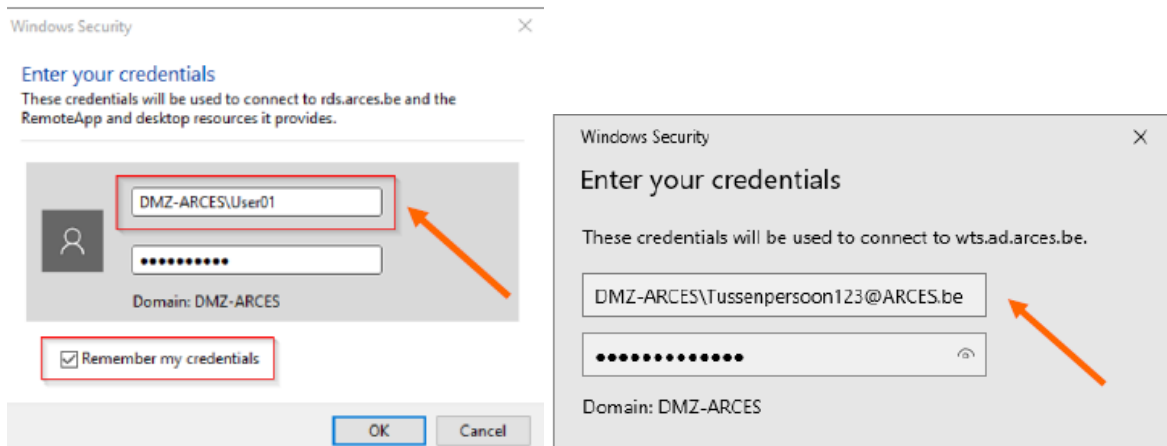 Windows Security
Enter your credentials
These credentials will be used to connect to rds.arces.be and the
RemoteApp and desktop resources it provides.
DMZ-ARCES\User01
••••••••••
Domain: DMZ-ARCES
Remember my credentials
OK
Cancel
Windows Security
Enter your credentials
These credentials will be used to connect to wts.ad.arces.be.
DMZ-ARCES\Tussenpersoon123@ARCES.be
•••••••••••••
Domain: DMZ-ARCES